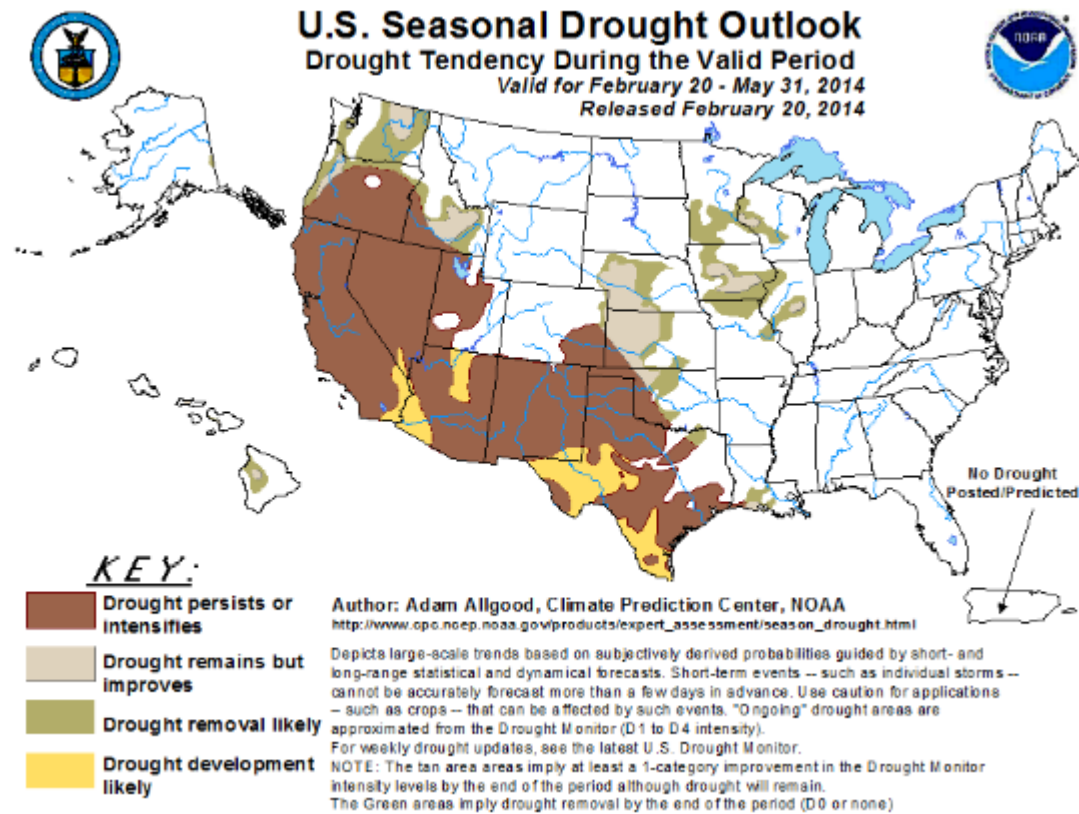 U.S. Seasonal Drought Outlook
Drought Tendency During the Valid Period
Valid for February 20 - May 31, 2014
Released February 20, 2014
NOAA
No Drought
Posted/Predicted
KEY:
Drought persists or
intensifies
Drought remains but
improves
Drought removal likely
Drought development
likely
Author: Adam Allgood, Climate Prediction Center, NOAA
http://www.cpc.ncep.noaa.gov/products/expert_assessment/season_drought.html
Depicts large-scale trends based on subjectively derived probabilities guided by short- and
long-range statistical and dynamical forecasts. Short-term events -- such as individual storms --
cannot be accurately forecast more than a few days in advance. Use caution for applications
-- such as crops -- that can be affected by such events. "Ongoing" drought areas are
approximated from the Drought Monitor (D1 to D4 intensity).
For weekly drought updates, see the latest U.S. Drought Monitor.
NOTE: The tan area areas imply at least a 1-category improvement in the Drought Monitor
intensity levels by the end of the period although drought will remain.
The Green areas imply drought removal by the end of the period (D0 or none)